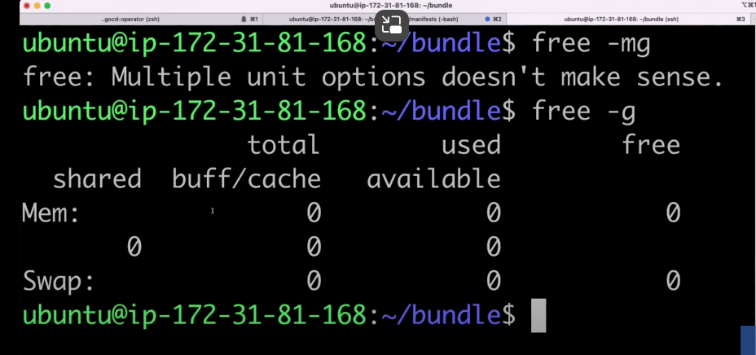 ubuntu@ip-172-31-81-168: ~/bundle
..gocd-operator (zsh)
⌘1
ubuntu@ip-172-31-81-168: ~/b
manifests (-bash)
⌘2
ubuntu@ip-172-31-81-168: ~/bundle (ssh)
⌘3
ubuntu@ip-172-31-81-168:~/bundle$ free -mg
free: Multiple unit options doesn't make sense.
ubuntu@ip-172-31-81-168:~/bundle$ free -g
total used free
shared buff/cache available
Mem: 0 0 0
0 0 0
Swap: 0 0 0
ubuntu@ip-172-31-81-168:~/bundle$